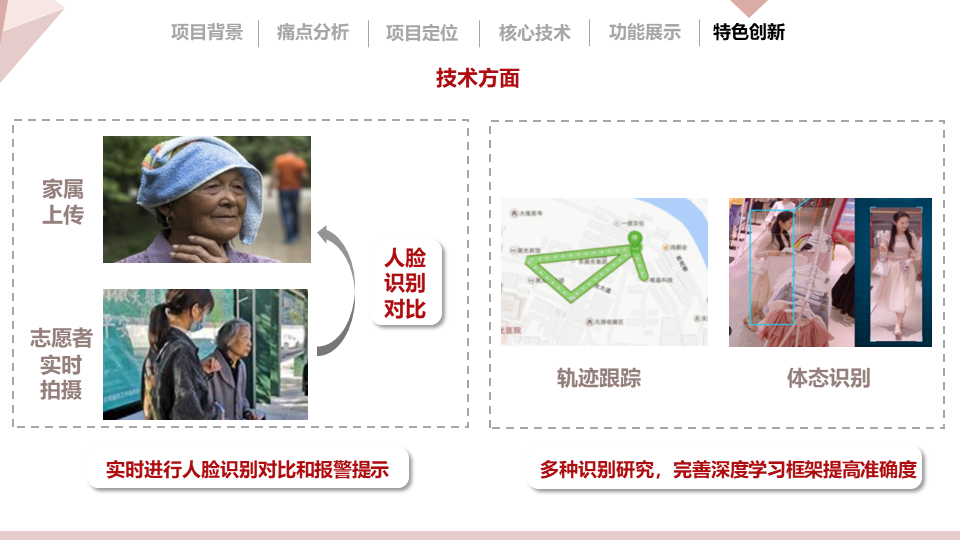 项目背景
痛点分析
项目定位
核心技术
功能展示
特色创新
技术方面
家属
上传
志愿者
实时
拍摄
人脸
识别
对比
一德文化
轨迹跟踪
体态识别
实时进行人脸识别对比和报警提示
多种识别研究，完善深度学习框架提高准确度